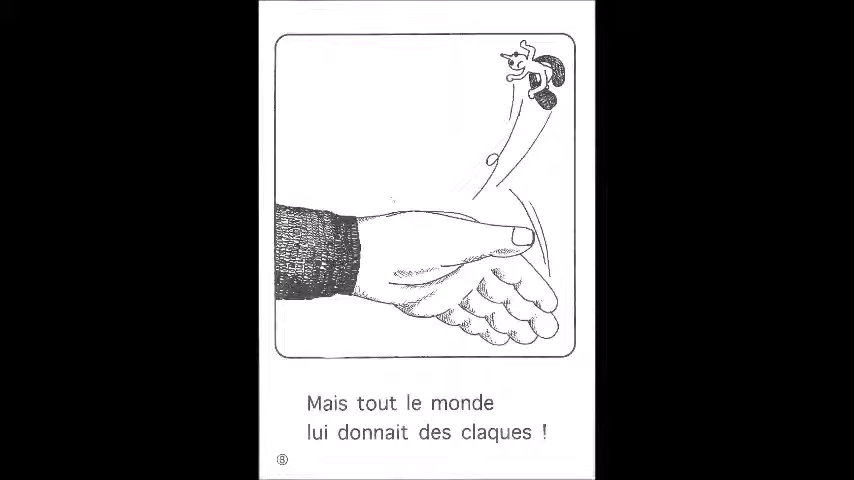 Mais tout le monde
lui donnait des claques !
⑧